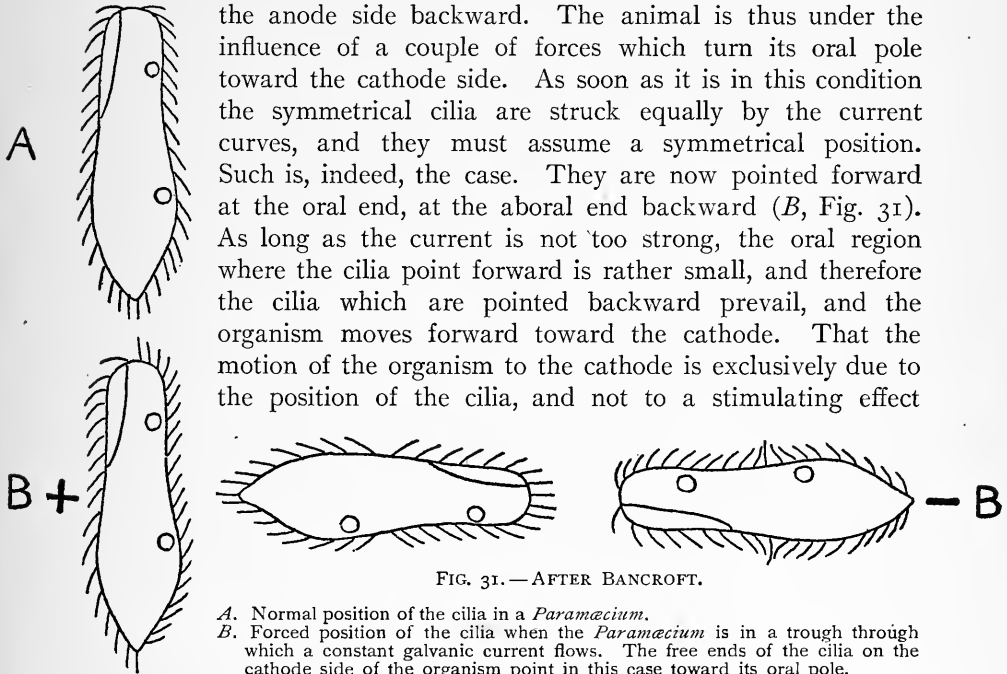 the anode side backward. The animal is thus under the
influence of a couple of forces which turn its oral pole
toward the cathode side. As soon as it is in this condition
the symmetrical cilia are struck equally by the current
curves, and they must assume a symmetrical position.
Such is, indeed, the case. They are now pointed forward
at the oral end, at the aboral end backward (B, Fig. 31).
As long as the current is not too strong, the oral region
where the cilia point forward is rather small, and therefore
the cilia which are pointed backward prevail, and the
organism moves forward toward the cathode. That the
motion of the organism to the cathode is exclusively due to
the position of the cilia, and not to a stimulating effect
A
B +
− B
FIG. 31.—AFTER BANCROFT.
A. Normal position of the cilia in a Paramæcium.
B. Forced position of the cilia when the Paramæcium is in a trough through
which a constant galvanic current flows. The free ends of the cilia on the
cathode side of the organism point in this case toward its oral pole.